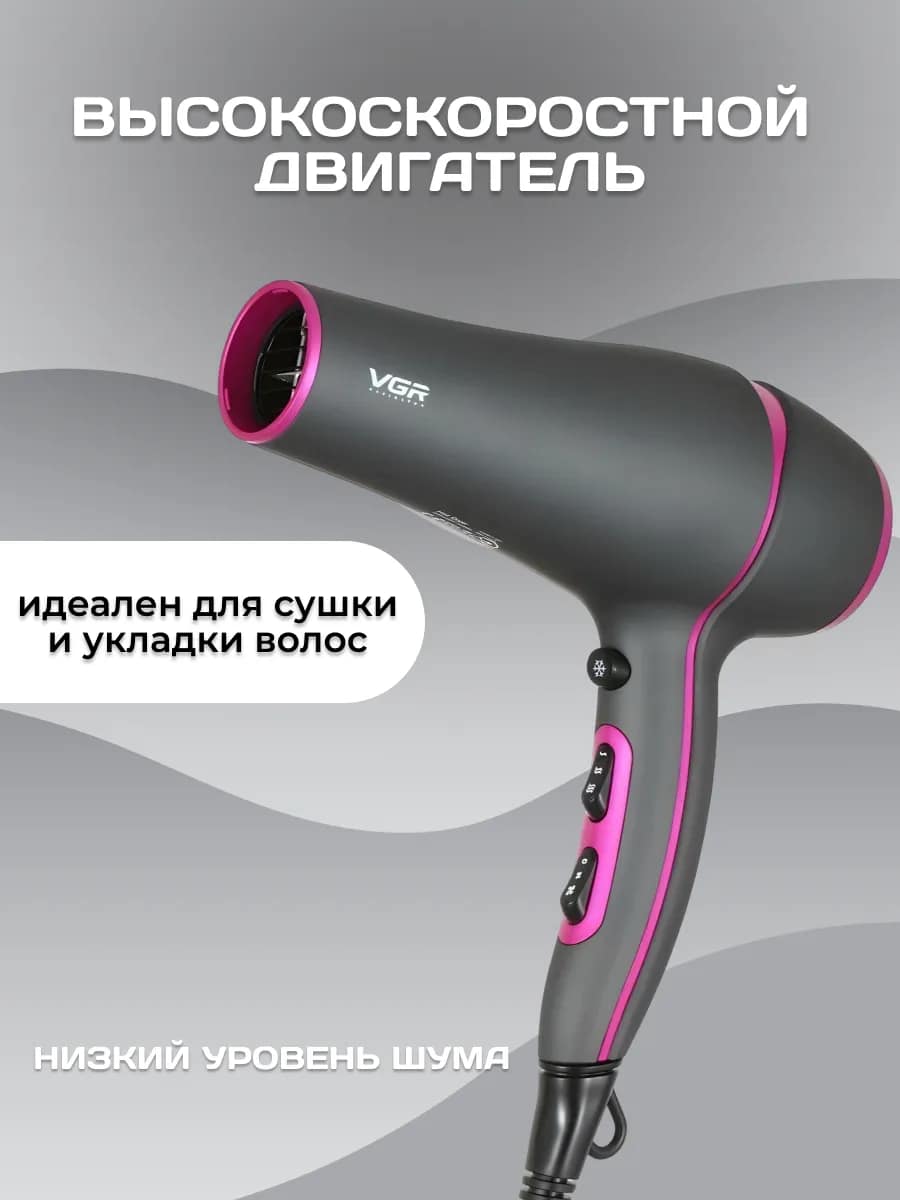 ВЫСОКОСКОРОСТНОЙ
ДВИГАТЕЛЬ
VGR
идеален для сушки
и укладки волос
НИЗКИЙ УРОВЕНЬ ШУМА